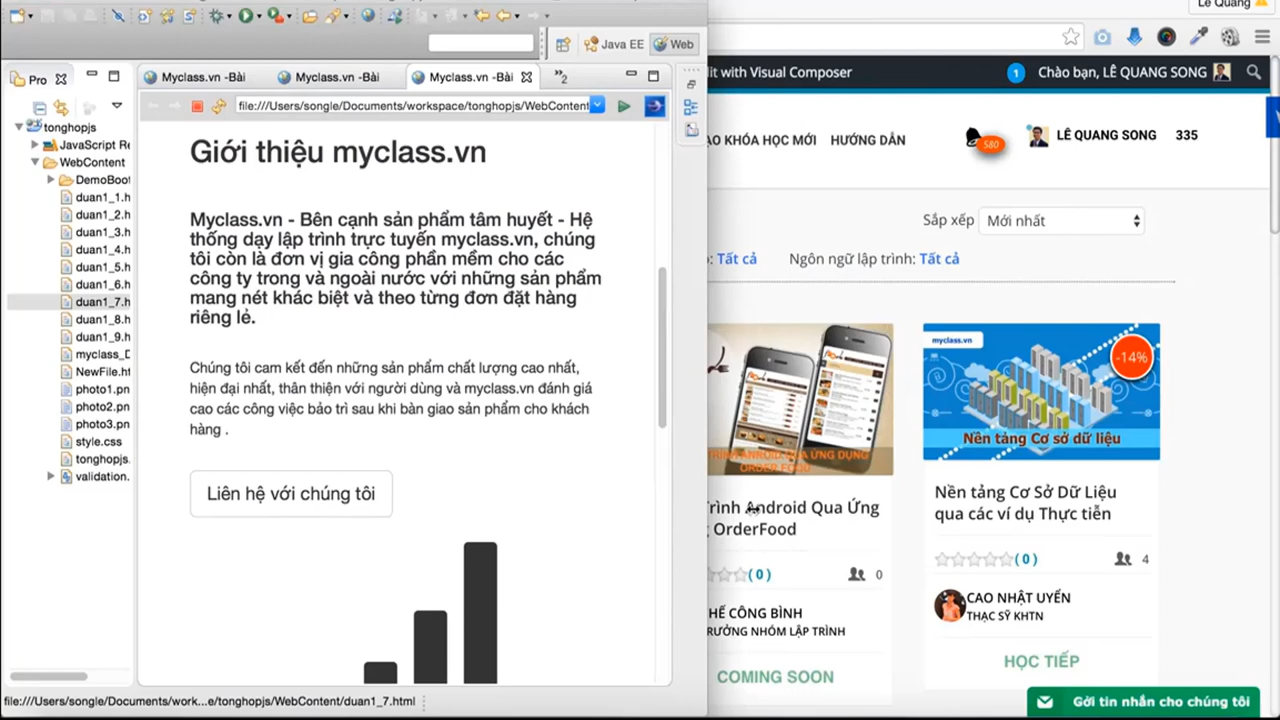 Java EE
Web
Pro
Myclass.vn -Bài
Myclass.vn -Bài
Myclass.vn -Bài
2
file:///Users/songle/Documents/workspace/tonghopjs/WebContent
tonghopjs
JavaScript Re
WebContent
DemoBoo
duan1_1.h
duan1_2.h
duan1_3.h
duan1_4.h
duan1_5.h
duan1_6.h
duan1_7.h
duan1_8.h
duan1_9.h
myclass_D
NewFile.ht
photo1.pn
photo2.pn
photo3.pn
style.css
tonghopjs.
validation.
Giới thiệu myclass.vn
Myclass.vn - Bên cạnh sản phẩm tâm huyết - Hệ
thống dạy lập trình trực tuyến myclass.vn, chúng
tôi còn là đơn vị gia công phần mềm cho các
công ty trong và ngoài nước với những sản phẩm
mang nét khác biệt và theo từng đơn đặt hàng
riêng lẻ.
Chúng tôi cam kết đến những sản phẩm chất lượng cao nhất,
hiện đại nhất, thân thiện với người dùng và myclass.vn đánh giá
cao các công việc bảo trì sau khi bàn giao sản phẩm cho khách
hàng .
Liên hệ với chúng tôi
file:///Users/songle/Documents/work...e/tonghopjs/WebContent/duan1_7.html
Lê Quang
lit with Visual Composer
1
Chào bạn, LÊ QUANG SONG
ẠO KHÓA HỌC MỚI
HƯỚNG DẪN
580
LÊ QUANG SONG
335
Sắp xếp
Mới nhất
: Tất cả
Ngôn ngữ lập trình: Tất cả
TRÌNH ANROID QUA ỨNG DỤNG
ORDER FOOD
Trình Android Qua Ứng
g OrderFood
(0)
0
HẾ CÔNG BÌNH
RƯỞNG NHÓM LẬP TRÌNH
COMING SOON
myclass.vn
-14%
Nền tảng Cơ sở dữ liệu
Nền tảng Cơ Sở Dữ Liệu
qua các ví dụ Thực tiễn
(0)
4
CAO NHẬT UYẾN
THẠC SỸ KHTN
HỌC TIẾP
Gởi tin nhắn cho chúng tôi